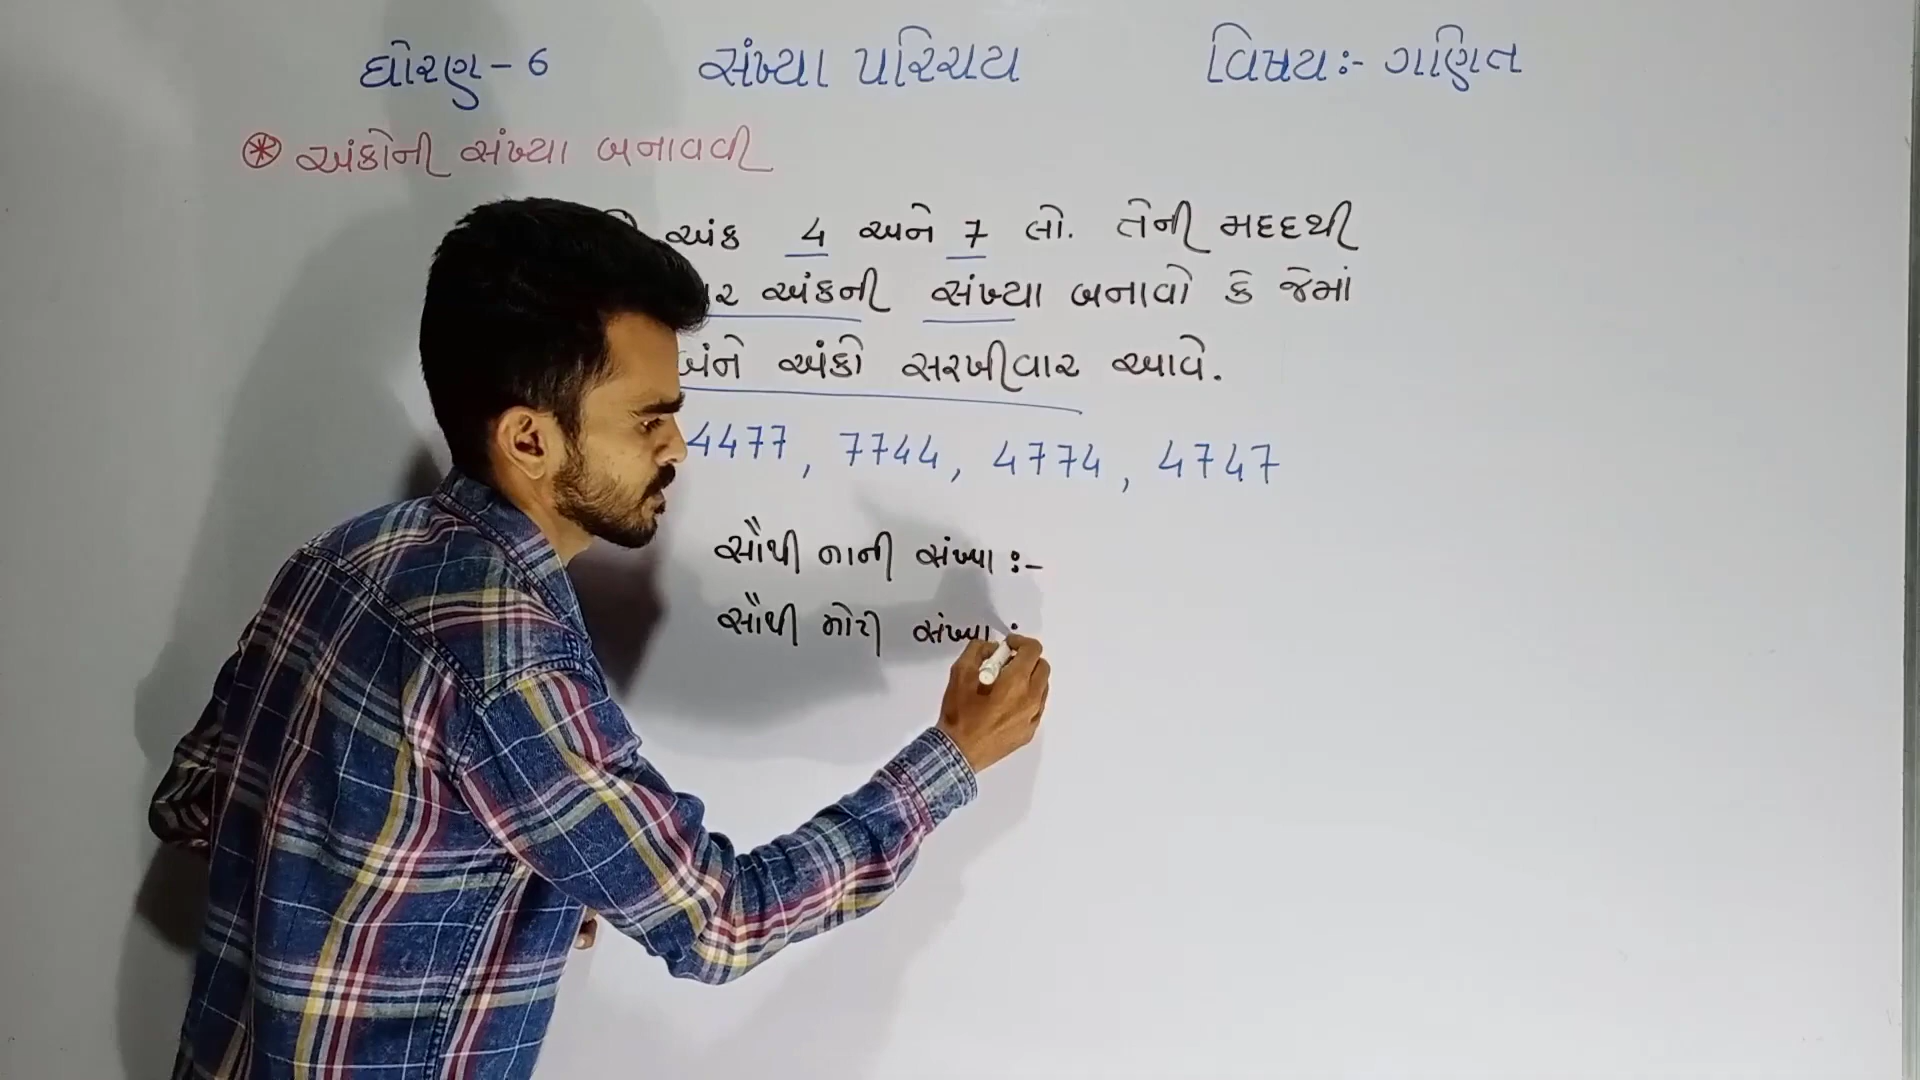 ધોરણ - 6 સંખ્યા પરિચય વિષય :- ગણિત
અંકોની સંખ્યા બનાવવી
અંક 4 અને 7 લો. તેની મદદથી
અંકની સંખ્યા બનાવો કે જેમાં
બંને અંકો સરખીવાર આવે.
4477, 7744, 4774, 4747
સૌથી નાની સંખ્યા :-
સૌથી મોટી સંખ્યા :